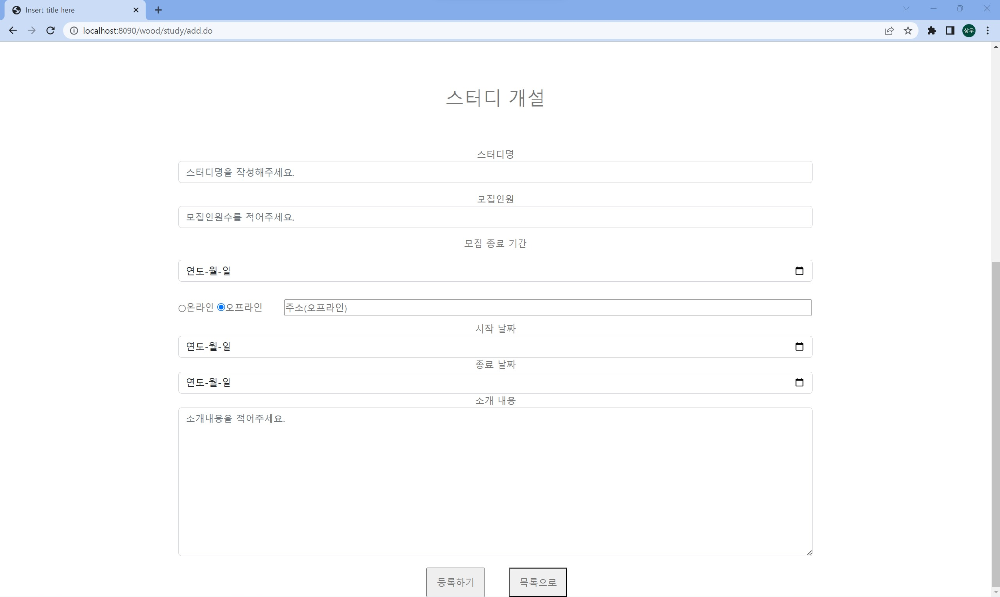 Insert title here
localhost:8090/wood/study/add.do
상우
스터디 개설
스터디명
스터디명을 작성해주세요.
모집인원
모집인원수를 적어주세요.
모집 종료 기간
연도-월-일
온라인 오프라인 주소(오프라인)
시작 날짜
연도-월-일
종료 날짜
연도-월-일
소개 내용
소개내용을 적어주세요.
등록하기 목록으로